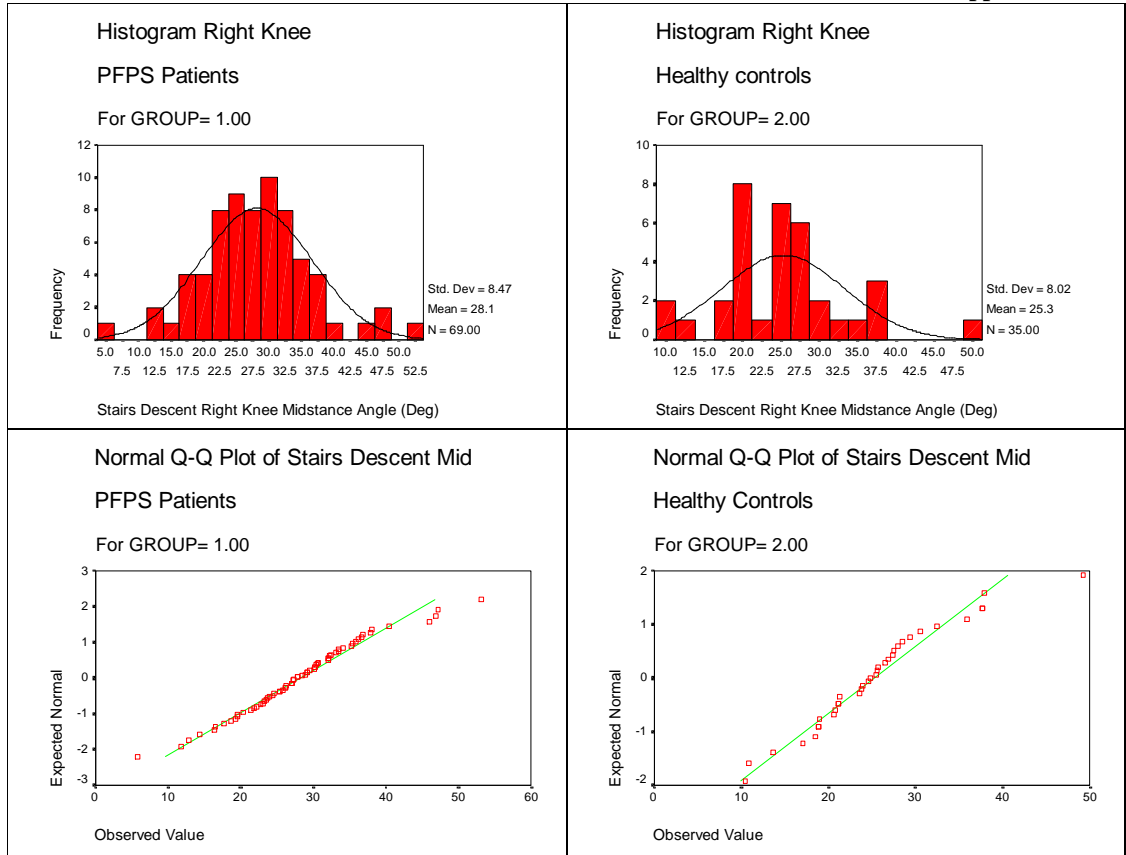 Histogram Right Knee
PFPS Patients
For GROUP= 1.00
12
10
8
6
4
2
0
Frequency
5.0 10.0 15.0 20.0 25.0 30.0 35.0 40.0 45.0 50.0
7.5 12.5 17.5 22.5 27.5 32.5 37.5 42.5 47.5 52.5
Std. Dev = 8.47
Mean = 28.1
N = 69.00
Stairs Descent Right Knee Midstance Angle (Deg)
Histogram Right Knee
Healthy controls
For GROUP= 2.00
10
8
6
4
2
0
Frequency
10.0 15.0 20.0 25.0 30.0 35.0 40.0 45.0 50.0
12.5 17.5 22.5 27.5 32.5 37.5 42.5 47.5
Std. Dev = 8.02
Mean = 25.3
N = 35.00
Stairs Descent Right Knee Midstance Angle (Deg)
Normal Q-Q Plot of Stairs Descent Mid
PFPS Patients
For GROUP= 1.00
3
2
1
0
-1
-2
-3
Expected Normal
0 10 20 30 40 50 60
Observed Value
Normal Q-Q Plot of Stairs Descent Mid
Healthy Controls
For GROUP= 2.00
2
1
0
-1
-2
Expected Normal
0 10 20 30 40 50
Observed Value